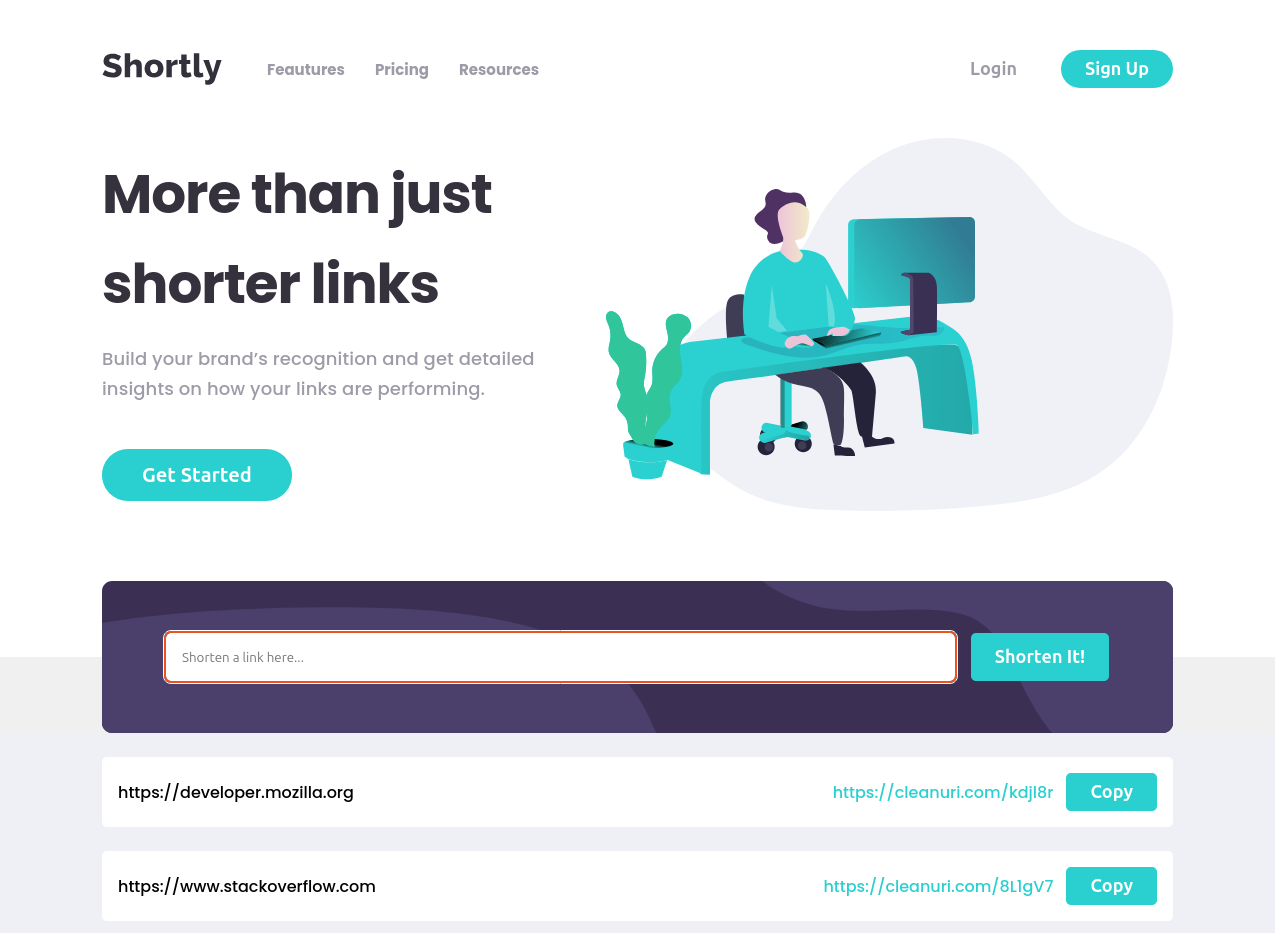 Shortly Feautures Pricing Resources Login Sign Up
More than just
shorter links
Build your brand’s recognition and get detailed
insights on how your links are performing.
Get Started
Shorten a link here... Shorten It!
https://developer.mozilla.org https://cleanuri.com/kdjl8r Copy
https://www.stackoverflow.com https://cleanuri.com/8L1gV7 Copy